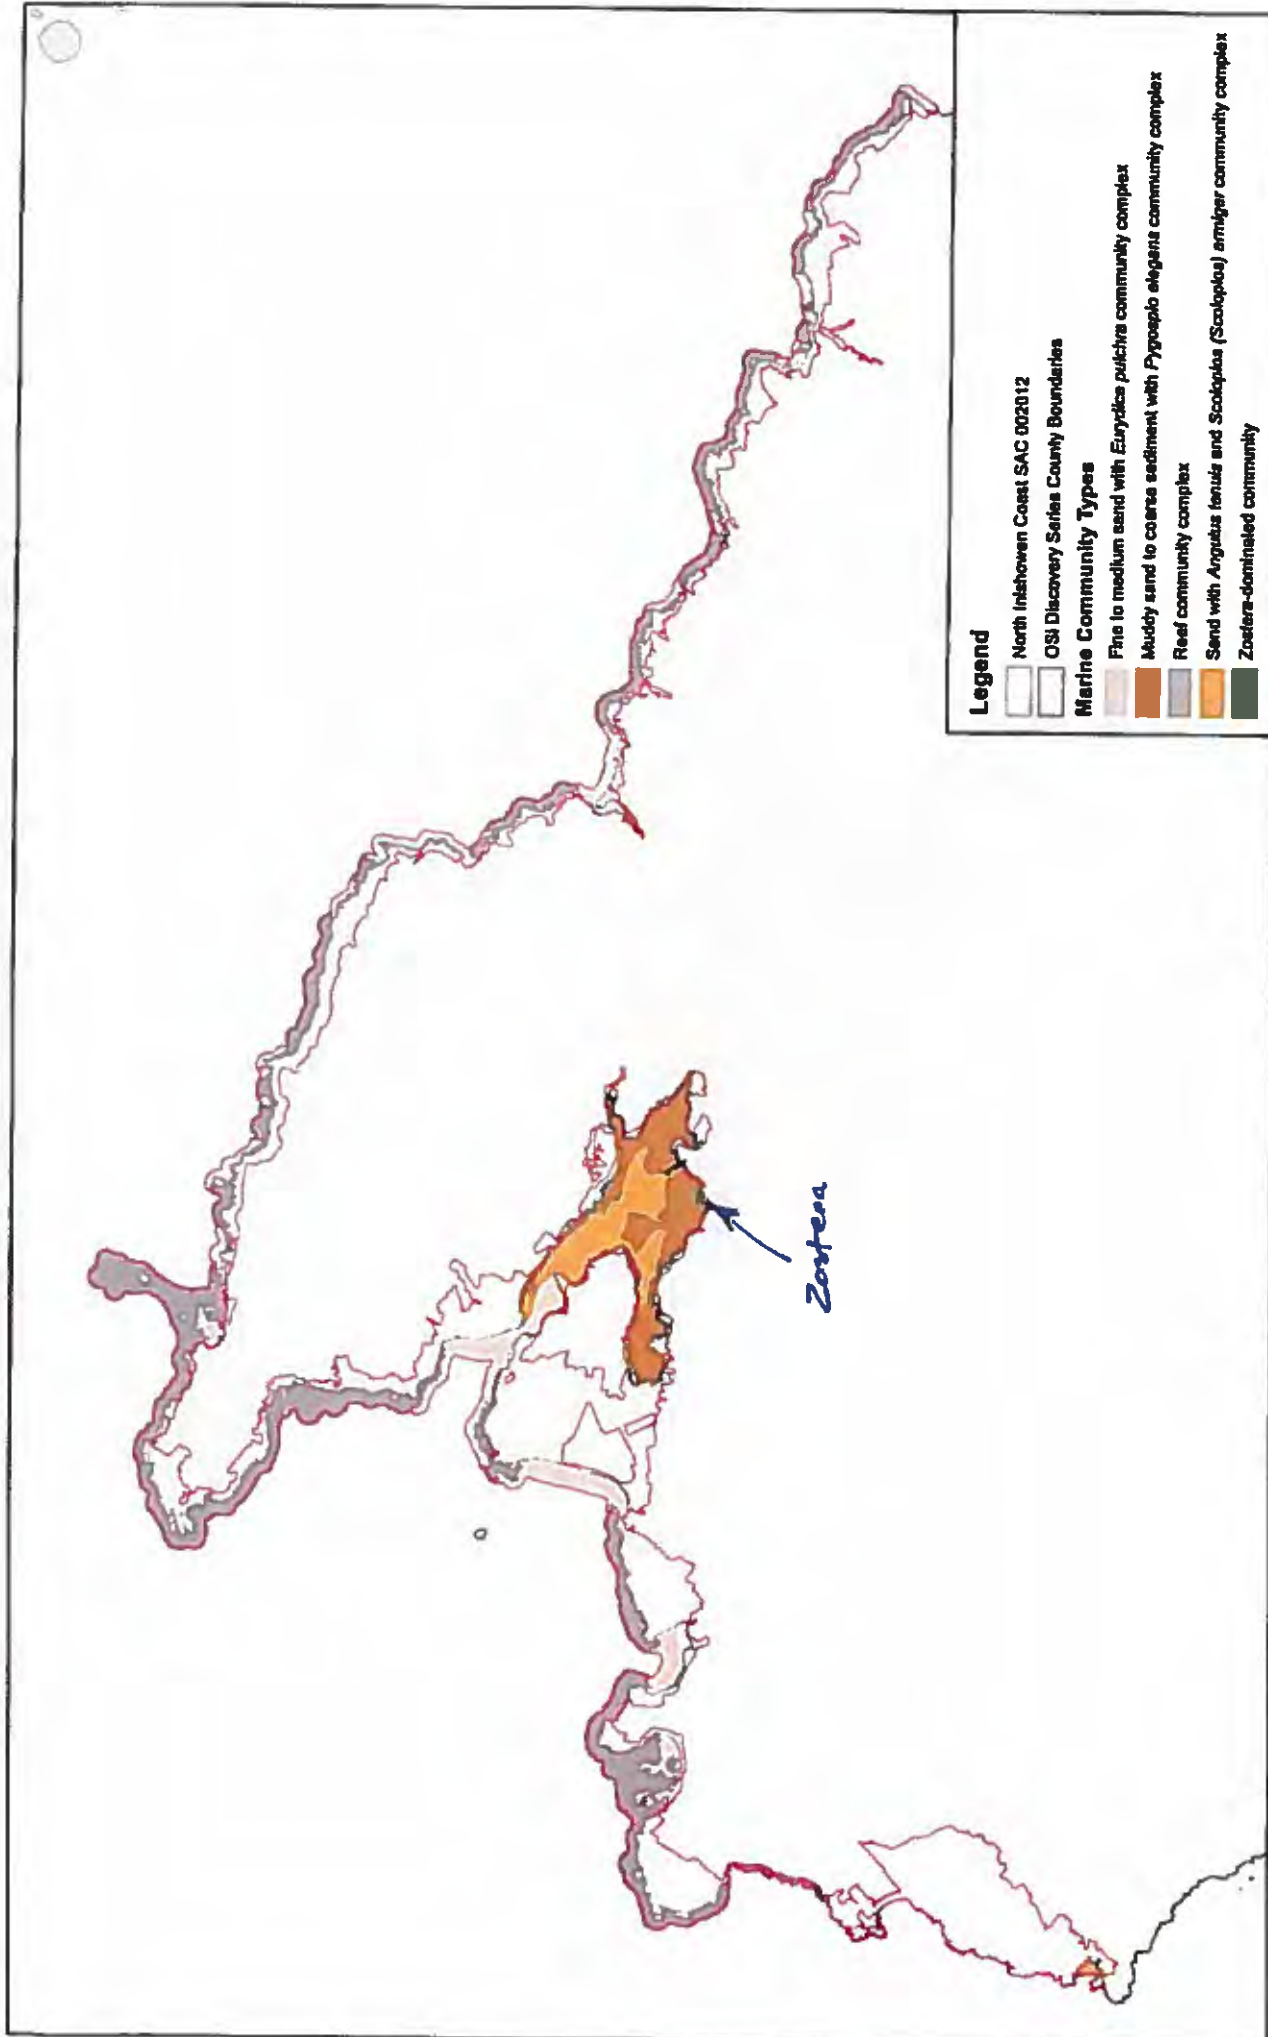 Legend
North Inishowen Coast SAC 002012
OSI Discovery Series County Boundaries
Marine Community Types
Fine to medium sand with Eurydice pulchra community complex
Muddy sand to coarse sediment with Pygospio elegans community complex
Reef community complex
Sand with Angulus tenuis and Scoloplos (Scoloplos) armiger community complex
Zostera-dominated community
Zostera